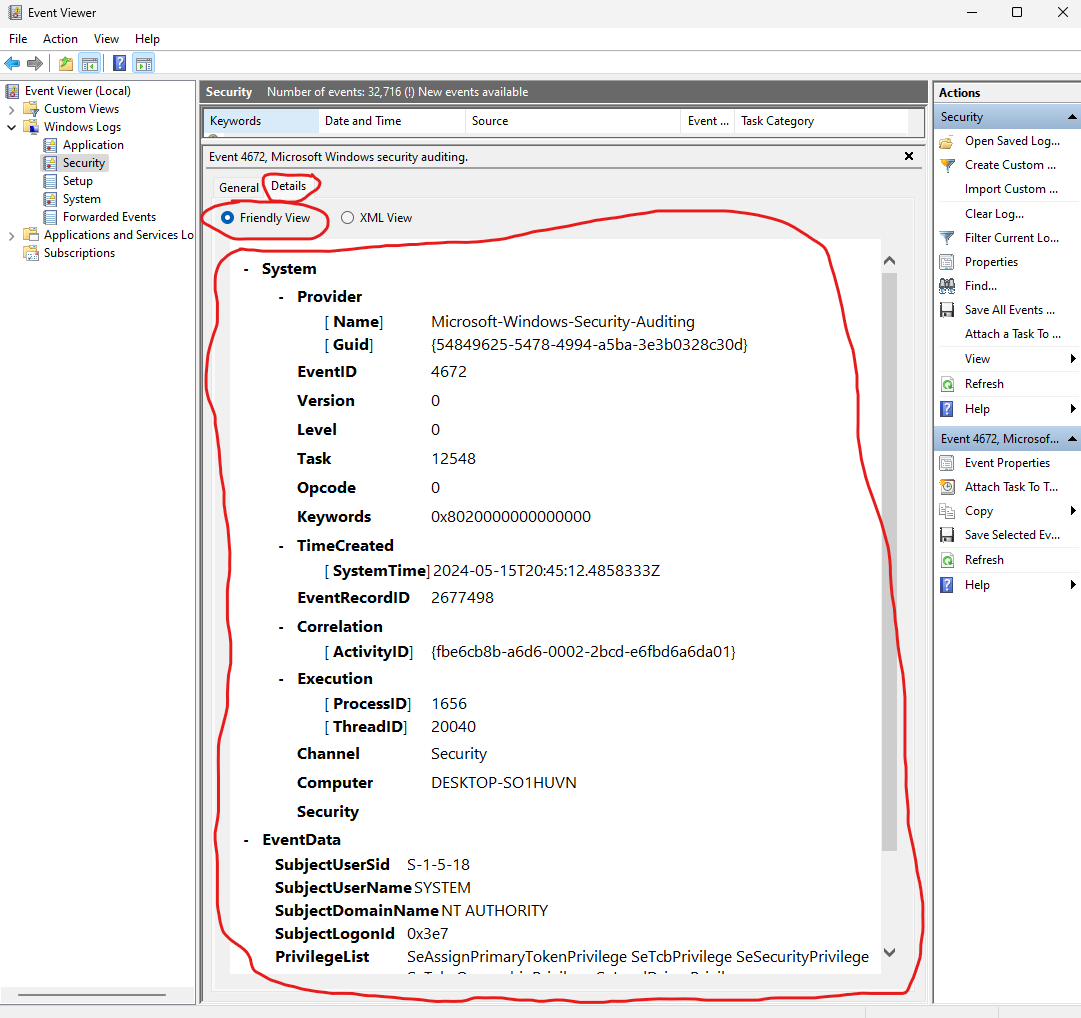 Event Viewer
File Action View Help
Event Viewer (Local)
Custom Views
Windows Logs
Application
Security
Setup
System
Forwarded Events
Applications and Services Lo
Subscriptions
Security Number of events: 32,716 (!) New events available
Keywords Date and Time Source Event ... Task Category
Event 4672, Microsoft Windows security auditing.
General Details
Friendly View XML View
- System
- Provider
[ Name] Microsoft-Windows-Security-Auditing
[ Guid] {54849625-5478-4994-a5ba-3e3b0328c30d}
EventID 4672
Version 0
Level 0
Task 12548
Opcode 0
Keywords 0x8020000000000000
- TimeCreated
[ SystemTime] 2024-05-15T20:45:12.4858333Z
EventRecordID 2677498
- Correlation
[ ActivityID] {fbe6cb8b-a6d6-0002-2bcd-e6fbd6a6da01}
- Execution
[ ProcessID] 1656
[ ThreadID] 20040
Channel Security
Computer DESKTOP-SO1HUVN
Security
- EventData
SubjectUserSid S-1-5-18
SubjectUserName SYSTEM
SubjectDomainName NT AUTHORITY
SubjectLogonId 0x3e7
PrivilegeList SeAssignPrimaryTokenPrivilege SeTcbPrivilege SeSecurityPrivilege
Actions
Security
Open Saved Log...
Create Custom ...
Import Custom ...
Clear Log...
Filter Current Lo...
Properties
Find...
Save All Events ...
Attach a Task To ...
View
Refresh
Help
Event 4672, Microsof...
Event Properties
Attach Task To T...
Copy
Save Selected Ev...
Refresh
Help